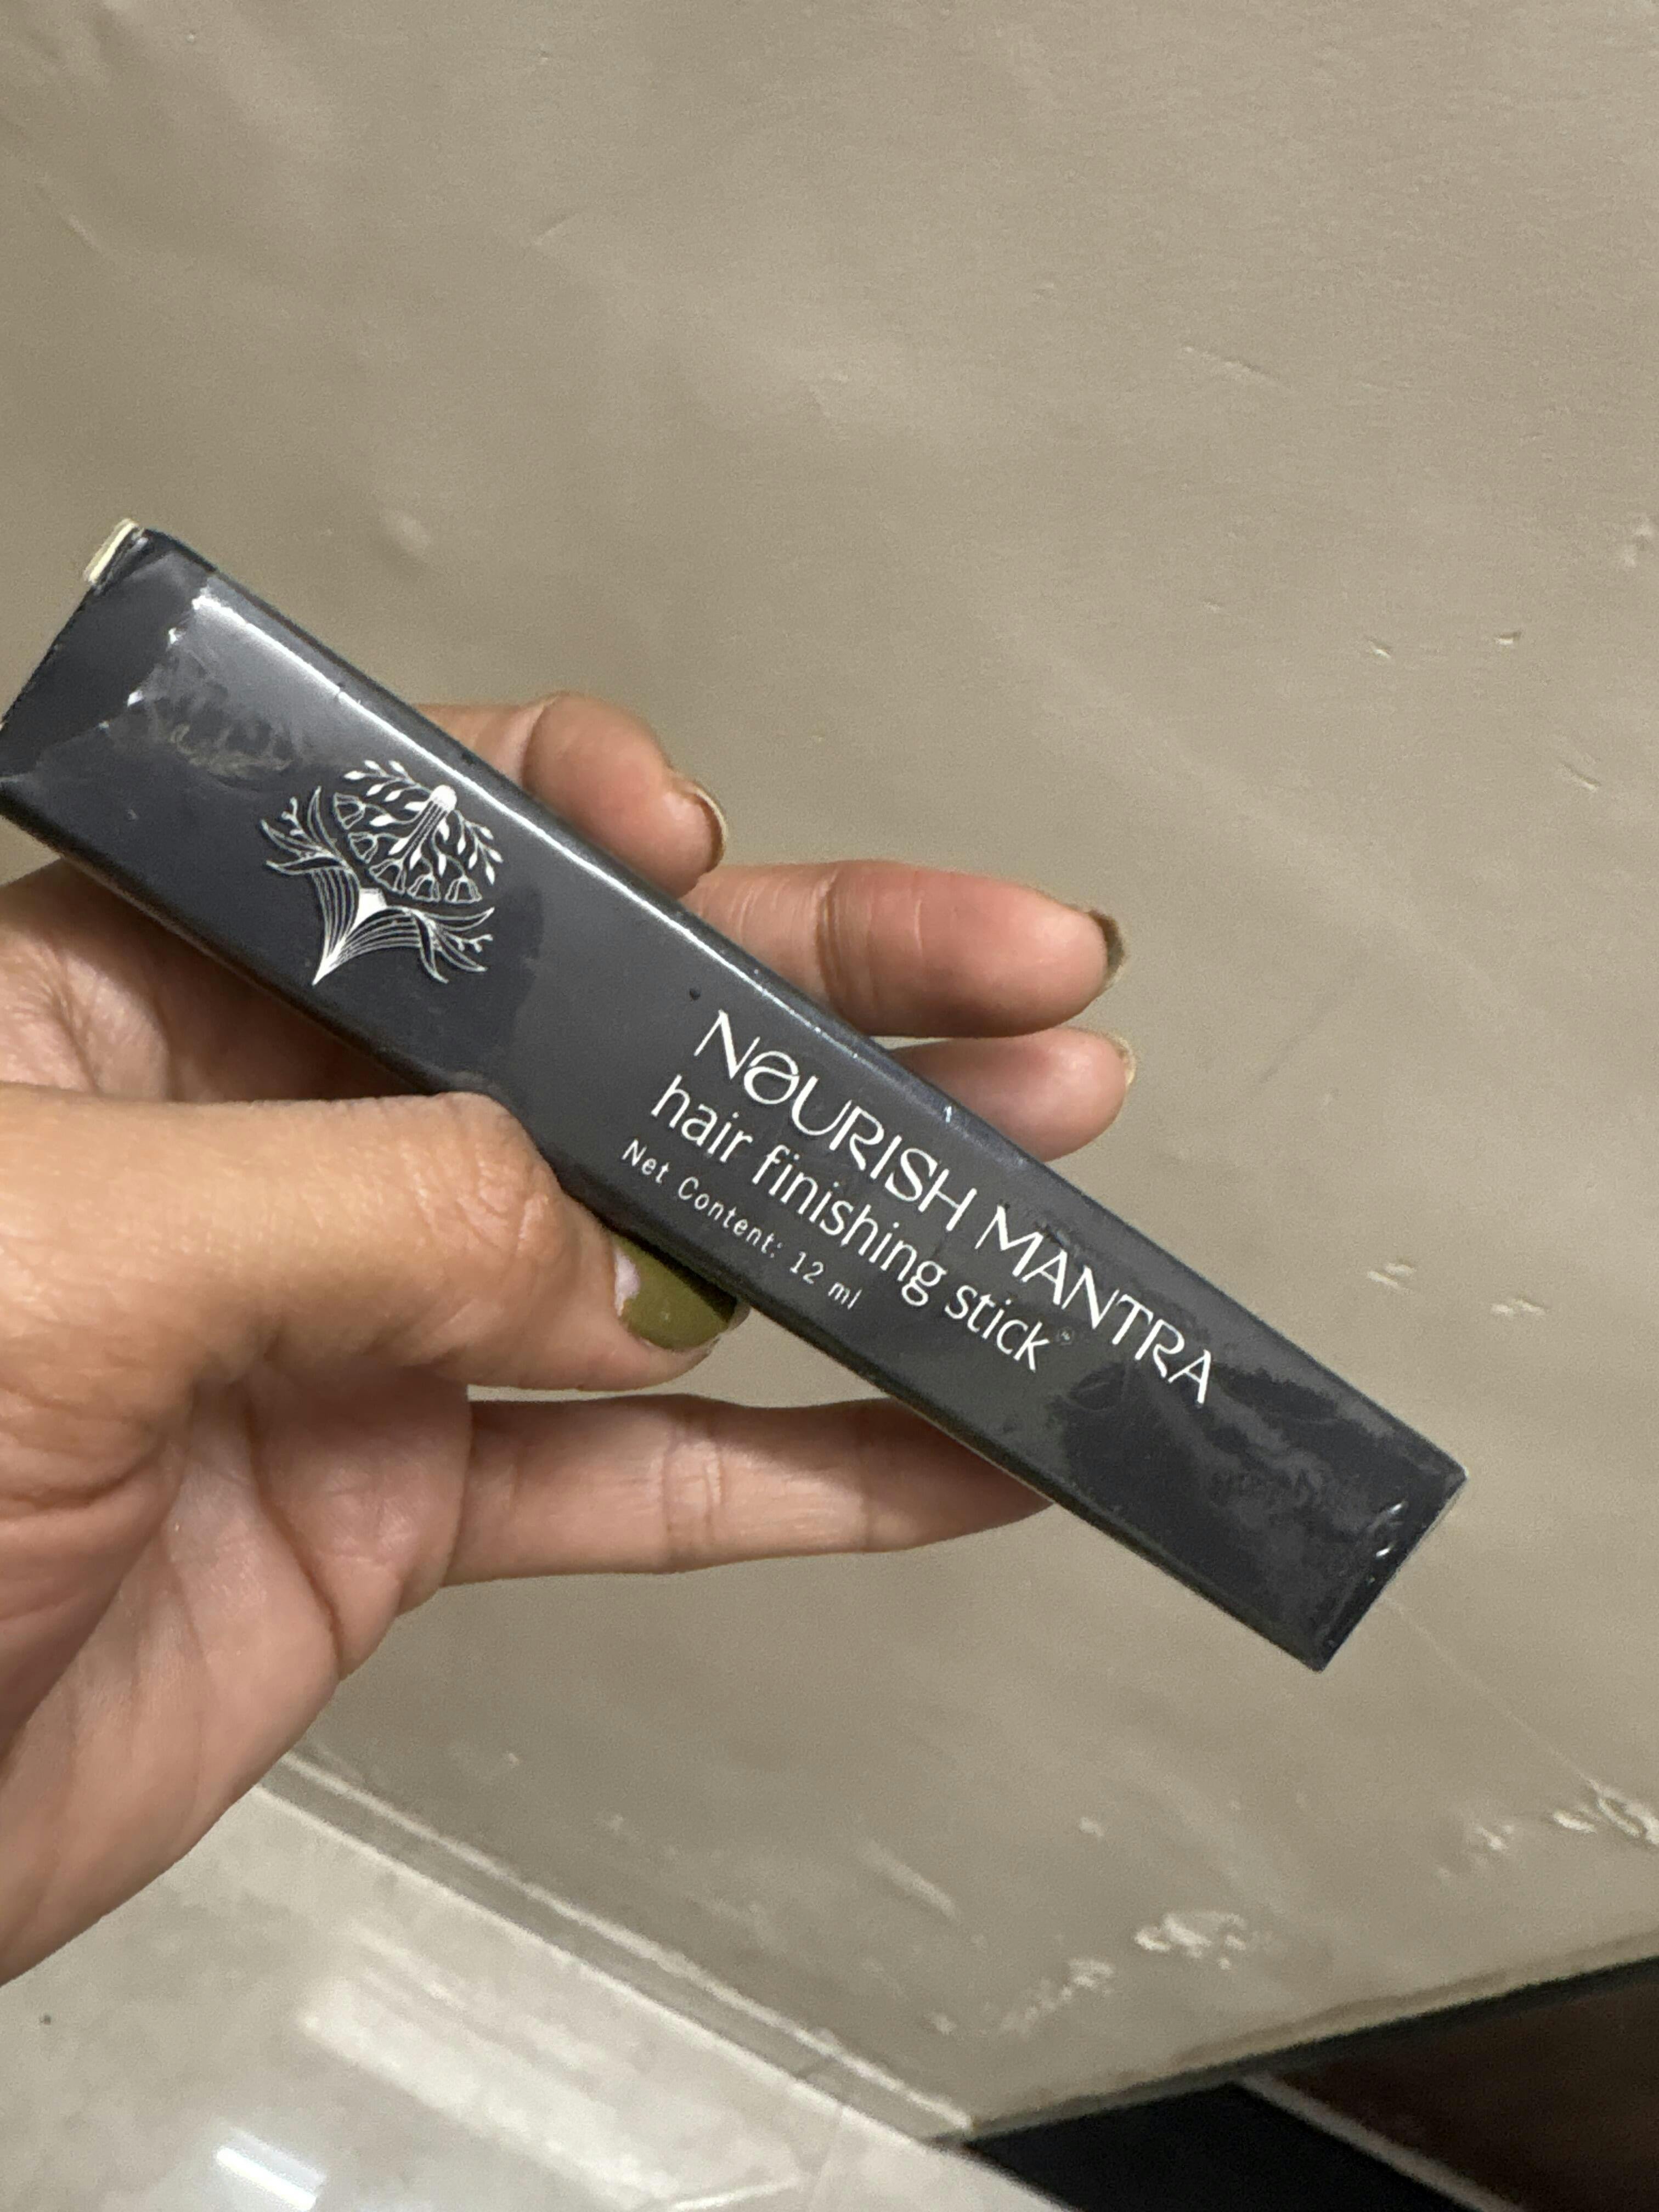 NOURISH MANTRA
hair finishing stick
Net Content: 12 ml